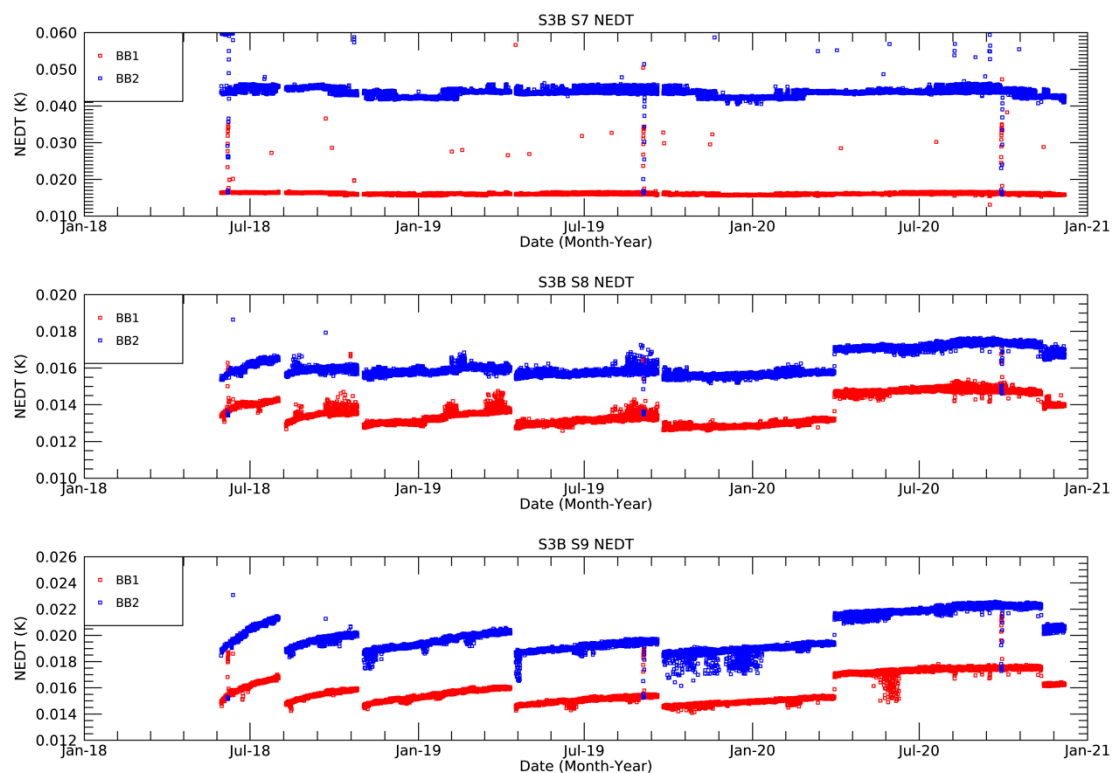 S3B S7 NEDT
0.060
BB1
0.050
BB2
0.040
NEDT (K)
0.030
0.020
0.010
Jan-18 Jul-18 Jan-19 Jul-19 Jan-20 Jul-20 Jan-21
Date (Month-Year)
S3B S8 NEDT
0.020
BB1
0.018
BB2
0.016
NEDT (K)
0.014
0.012
0.010
Jan-18 Jul-18 Jan-19 Jul-19 Jan-20 Jul-20 Jan-21
Date (Month-Year)
S3B S9 NEDT
0.026
BB1
0.024
BB2
0.022
0.020
NEDT (K)
0.018
0.016
0.014
0.012
Jan-18 Jul-18 Jan-19 Jul-19 Jan-20 Jul-20 Jan-21
Date (Month-Year)